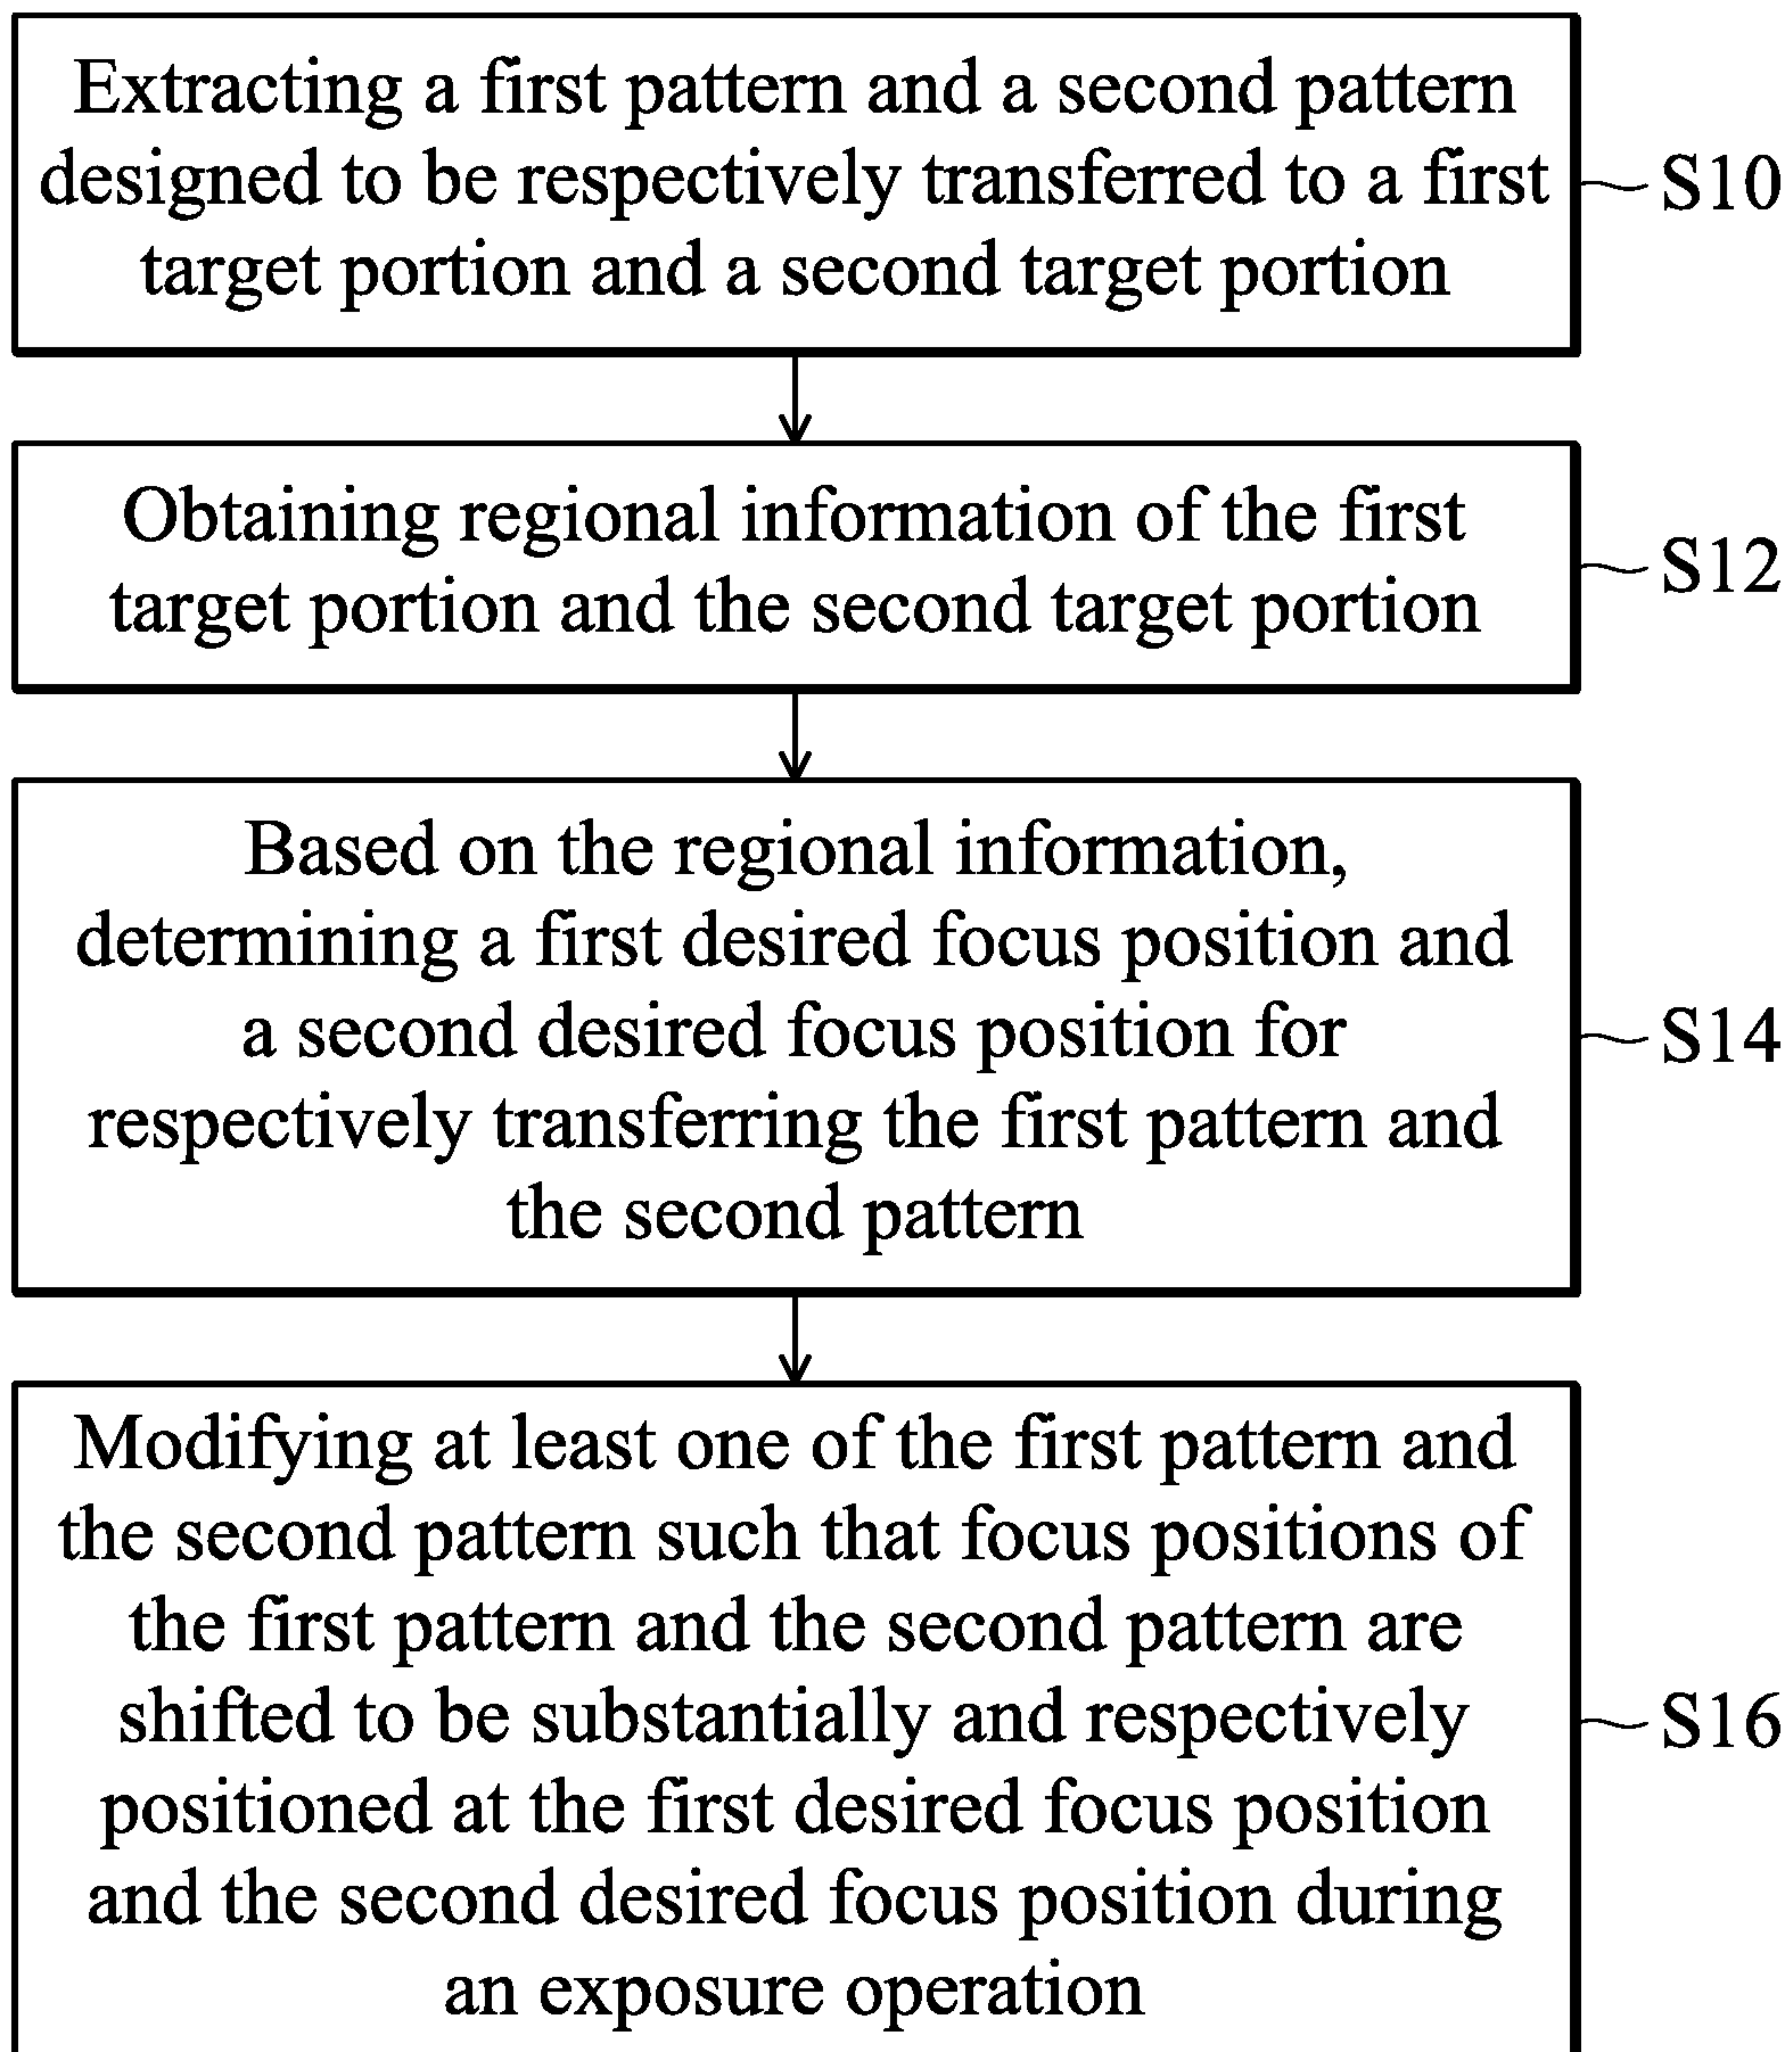 Extracting a first pattern and a second pattern
designed to be respectively transferred to a first
target portion and a second target portion
S10
Obtaining regional information of the first
target portion and the second target portion
S12
Based on the regional information,
determining a first desired focus position and
a second desired focus position for
respectively transferring the first pattern and
the second pattern
S14
Modifying at least one of the first pattern and
the second pattern such that focus positions of
the first pattern and the second pattern are
shifted to be substantially and respectively
positioned at the first desired focus position
and the second desired focus position during
an exposure operation
S16